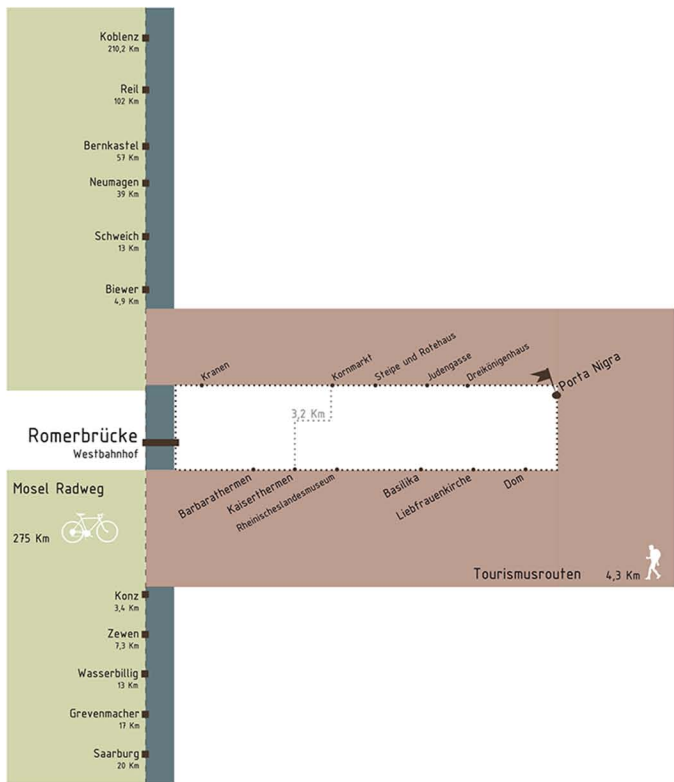 Koblenz
210,2 Km
Reil
102 Km
Bernkastel
57 Km
Neumagen
39 Km
Schweich
13 Km
Biewer
4,9 Km
Kranen
Kornmarkt
Steipe und Rotehaus
Judengasse
Dreikönigenhaus
Porta Nigra
3,2 Km
Romerbrücke
Westbahnhof
Barbarathermen
Kaiserthermen
Rheinischeslandesmuseum
Basilika
Liebfrauenkirche
Dom
Mosel Radweg
275 Km
Tourismusrouten 4,3 Km
Konz
3,4 Km
Zewen
7,3 Km
Wasserbillig
13 Km
Grevenmacher
17 Km
Saarburg
20 Km